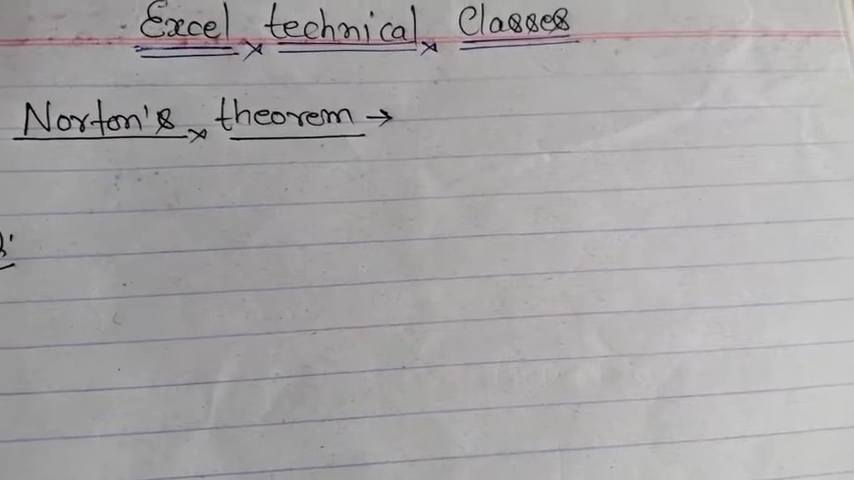 Excel technical Classes
Norton's theorem →